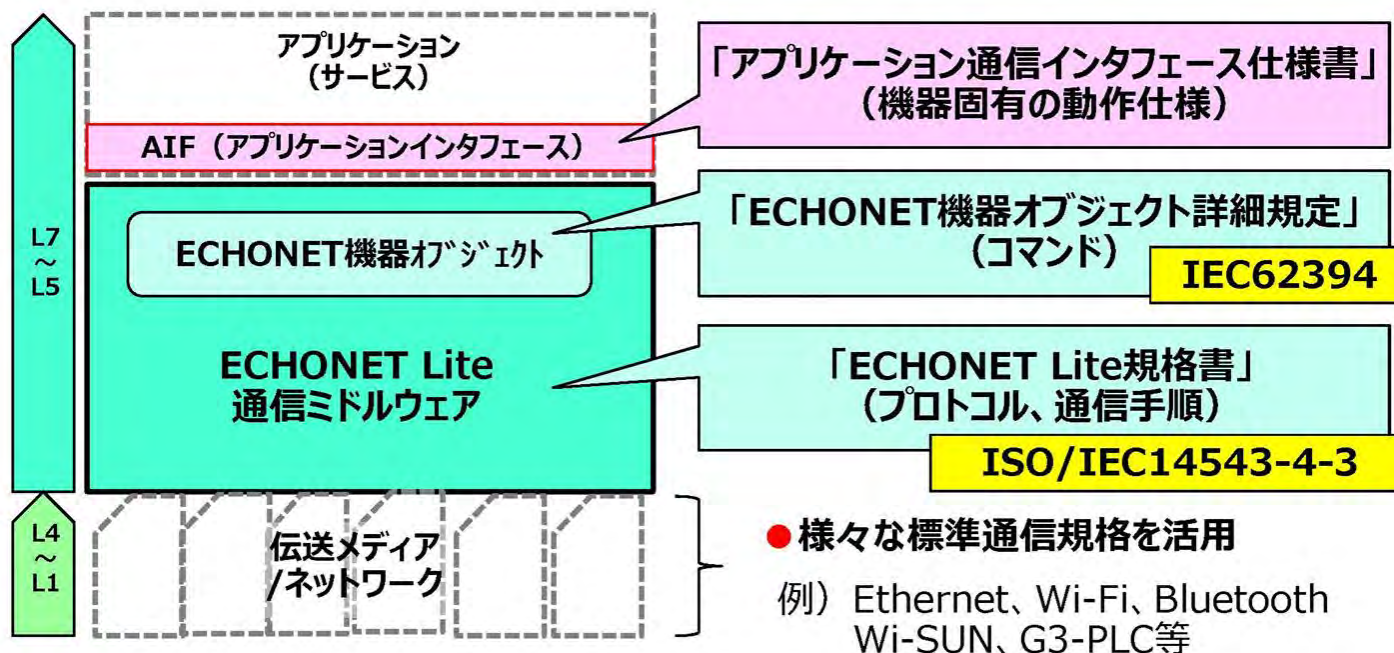 アプリケーション
（サービス）
AIF（アプリケーションインタフェース）
「アプリケーション通信インタフェース仕様書」
（機器固有の動作仕様）
L7
～
L5
ECHONET機器オブジェクト
「ECHONET機器オブジェクト詳細規定」
（コマンド）
IEC62394
ECHONET Lite
通信ミドルウェア
「ECHONET Lite規格書」
（プロトコル、通信手順）
ISO/IEC14543-4-3
L4
～
L1
伝送メディア
/ネットワーク
●様々な標準通信規格を活用
例）Ethernet、Wi-Fi、Bluetooth
Wi-SUN、G3-PLC等